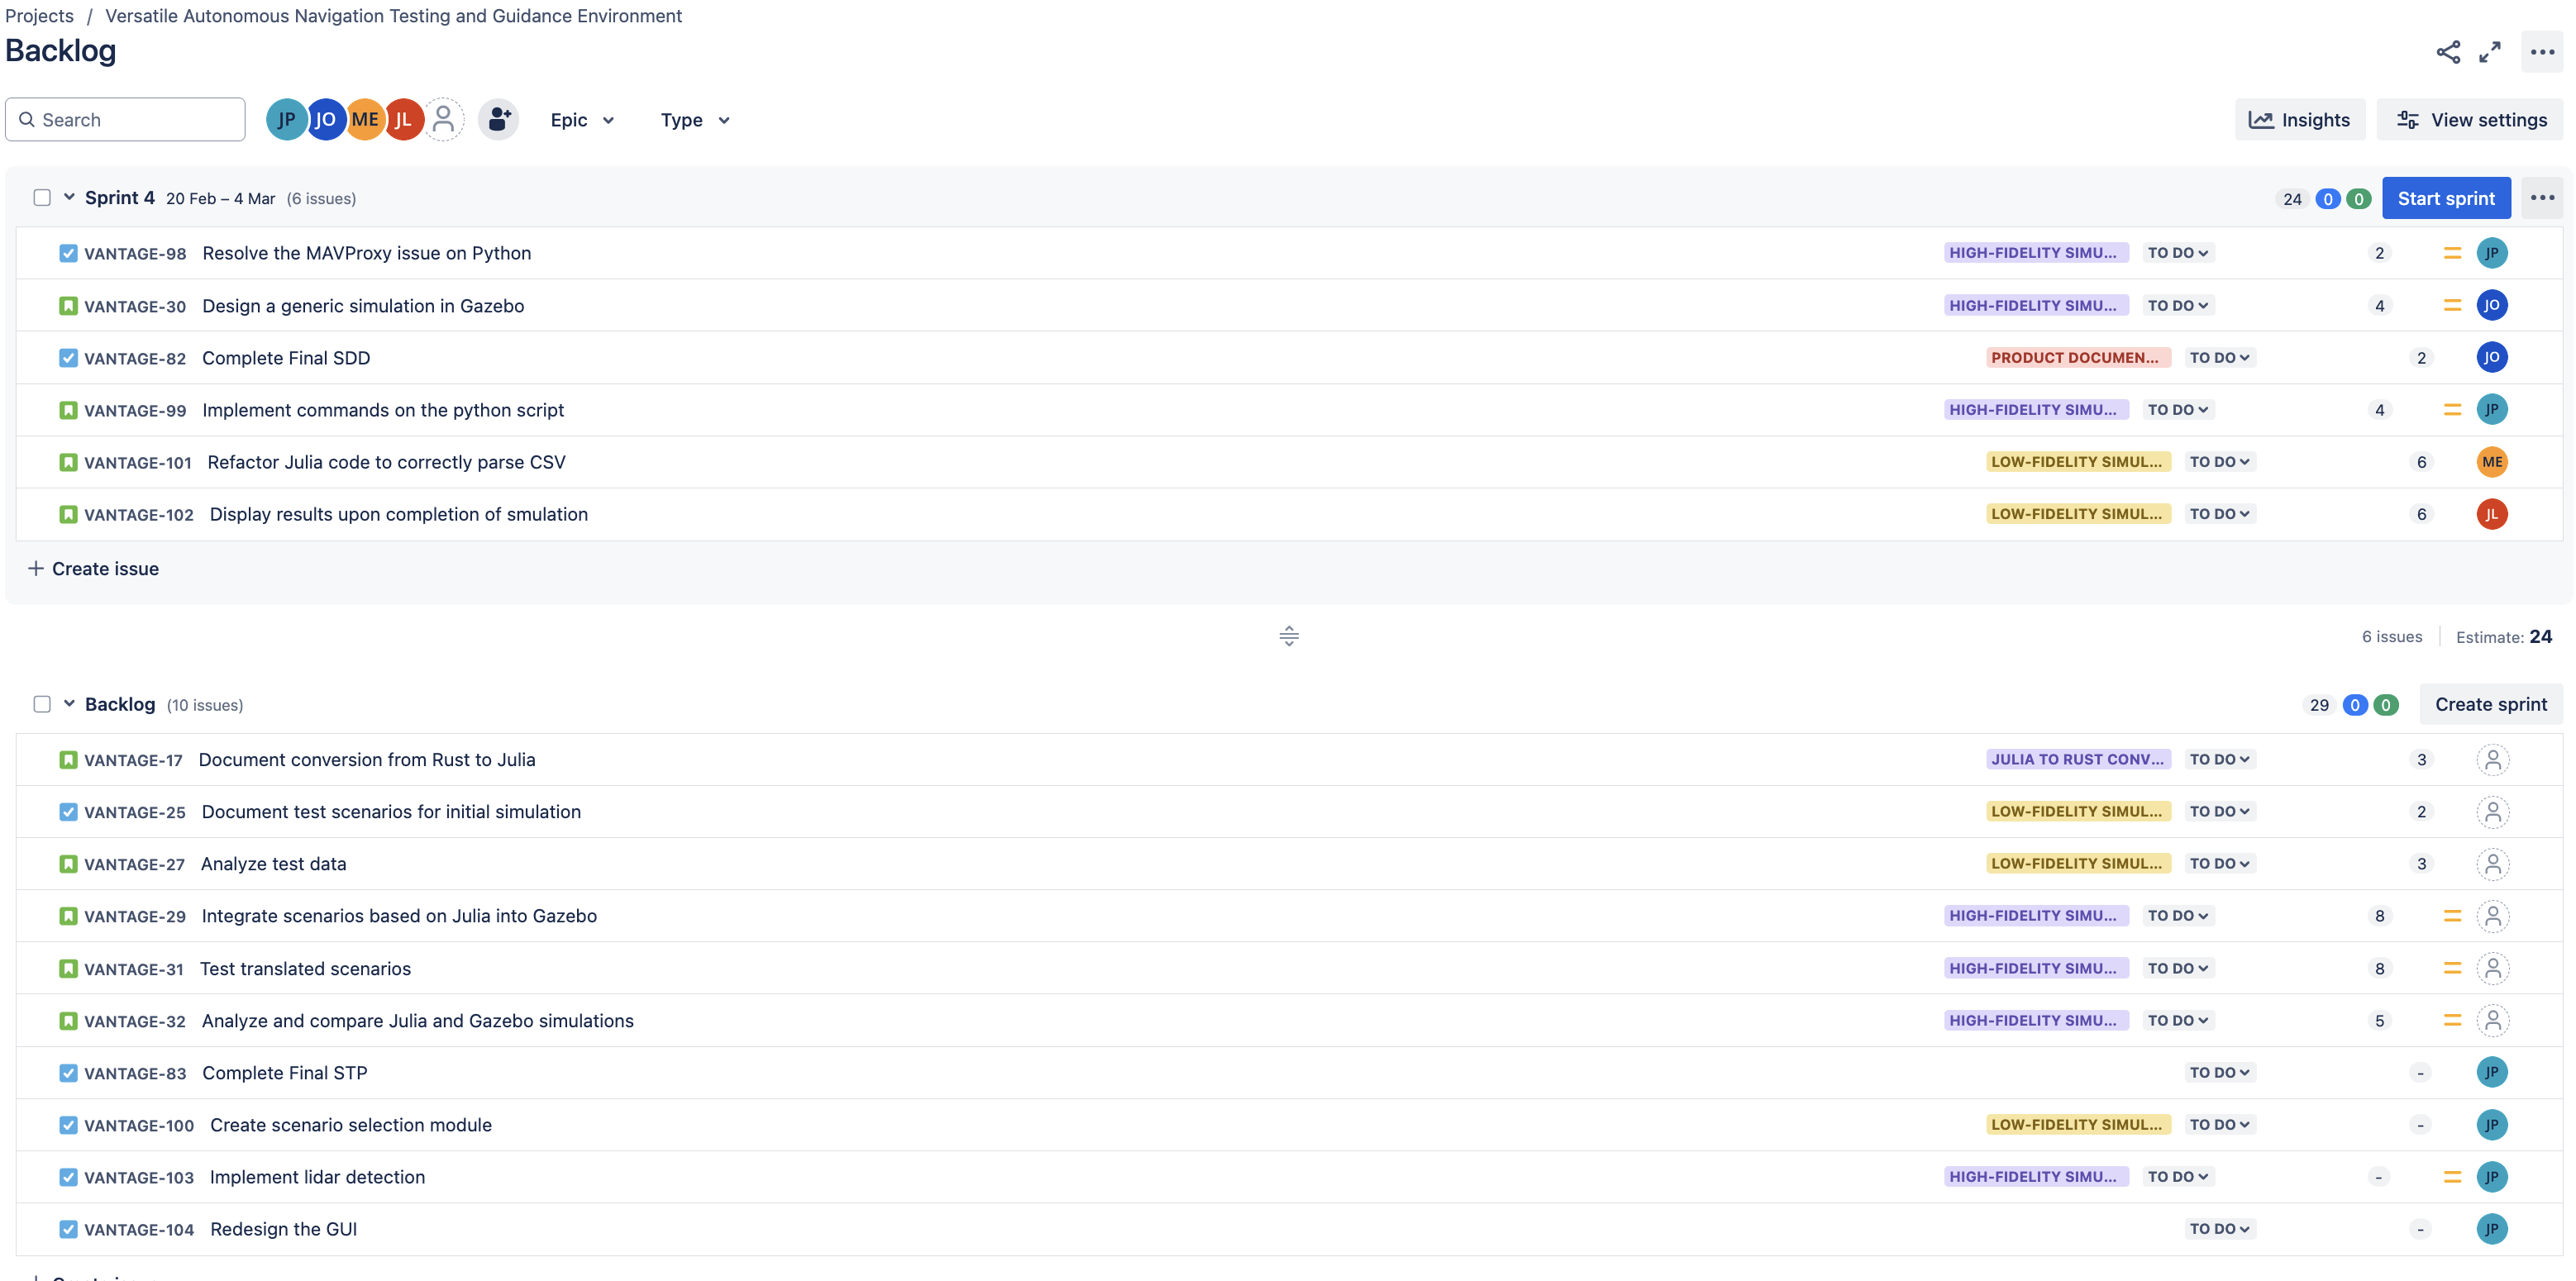 Projects / Versatile Autonomous Navigation Testing and Guidance Environment
Backlog
Search JP JO ME JL Epic Type Insights View settings
Sprint 4 20 Feb – 4 Mar (6 issues) 24 0 0 Start sprint
VANTAGE-98 Resolve the MAVProxy issue on Python HIGH-FIDELITY SIMU... TO DO 2 JP
VANTAGE-30 Design a generic simulation in Gazebo HIGH-FIDELITY SIMU... TO DO 4 JO
VANTAGE-82 Complete Final SDD PRODUCT DOCUMEN... TO DO 2 JO
VANTAGE-99 Implement commands on the python script HIGH-FIDELITY SIMU... TO DO 4 JP
VANTAGE-101 Refactor Julia code to correctly parse CSV LOW-FIDELITY SIMUL... TO DO 6 ME
VANTAGE-102 Display results upon completion of smulation LOW-FIDELITY SIMUL... TO DO 6 JL
+ Create issue
6 issues Estimate: 24
Backlog (10 issues) 29 0 0 Create sprint
VANTAGE-17 Document conversion from Rust to Julia JULIA TO RUST CONV... TO DO 3
VANTAGE-25 Document test scenarios for initial simulation LOW-FIDELITY SIMUL... TO DO 2
VANTAGE-27 Analyze test data LOW-FIDELITY SIMUL... TO DO 3
VANTAGE-29 Integrate scenarios based on Julia into Gazebo HIGH-FIDELITY SIMU... TO DO 8
VANTAGE-31 Test translated scenarios HIGH-FIDELITY SIMU... TO DO 8
VANTAGE-32 Analyze and compare Julia and Gazebo simulations HIGH-FIDELITY SIMU... TO DO 5
VANTAGE-83 Complete Final STP TO DO - JP
VANTAGE-100 Create scenario selection module LOW-FIDELITY SIMUL... TO DO - JP
VANTAGE-103 Implement lidar detection HIGH-FIDELITY SIMU... TO DO - JP
VANTAGE-104 Redesign the GUI TO DO - JP